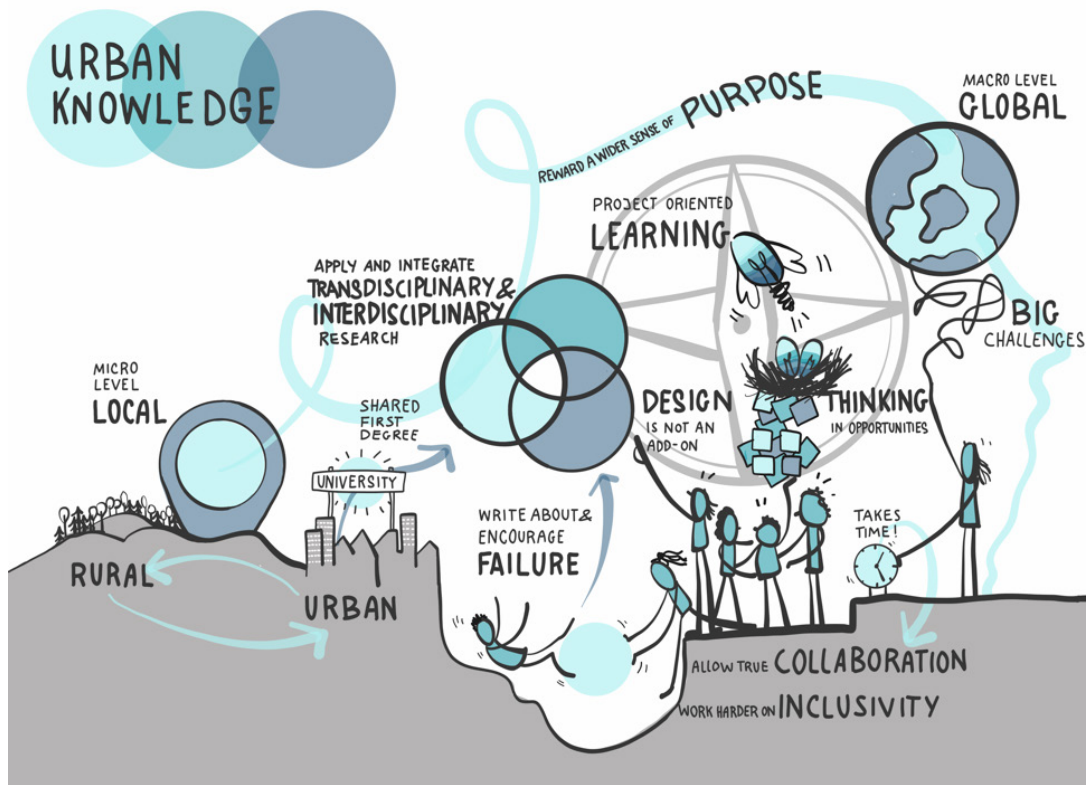 URBAN
KNOWLEDGE
REWARD A WIDER SENSE OF PURPOSE
MACRO LEVEL
GLOBAL
PROJECT ORIENTED
LEARNING
APPLY AND INTEGRATE
TRANSDISCIPLINARY &
INTERDISCIPLINARY
RESEARCH
BIG
CHALLENGES
MICRO
LEVEL
LOCAL
SHARED
FIRST
DEGREE
DESIGN
IS NOT AN
ADD-ON
THINKING
IN OPPORTUNITIES
UNIVERSITY
WRITE ABOUT &
ENCOURAGE
FAILURE
TAKES
TIME!
RURAL
URBAN
ALLOW TRUE COLLABORATION
WORK HARDER ON INCLUSIVITY